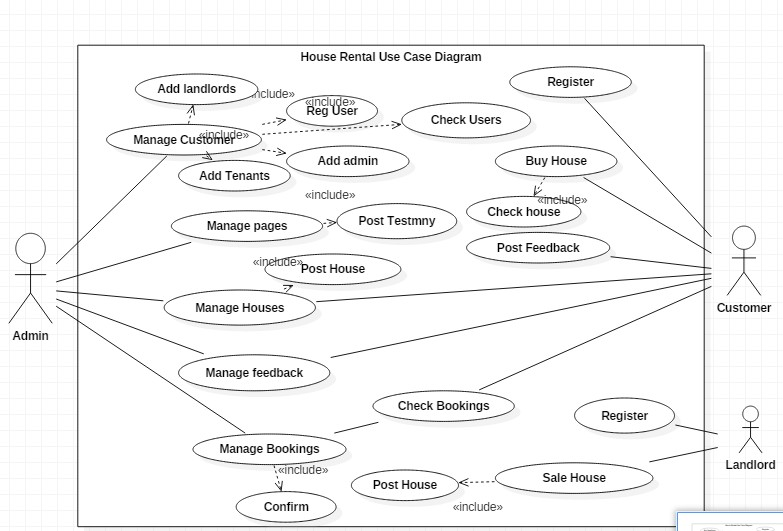 House Rental Use Case Diagram
Add landlords
«include»
«include»
Reg User
Register
Check Users
Manage Customer
«include»
Add admin
Buy House
Add Tenants
«include»
«include»
Check house
Manage pages
Post Testmny
Post Feedback
«include»
Post House
Admin
Customer
Manage Houses
Manage feedback
Check Bookings
Register
Manage Bookings
Landlord
«include»
Post House
Sale House
Confirm
«include»